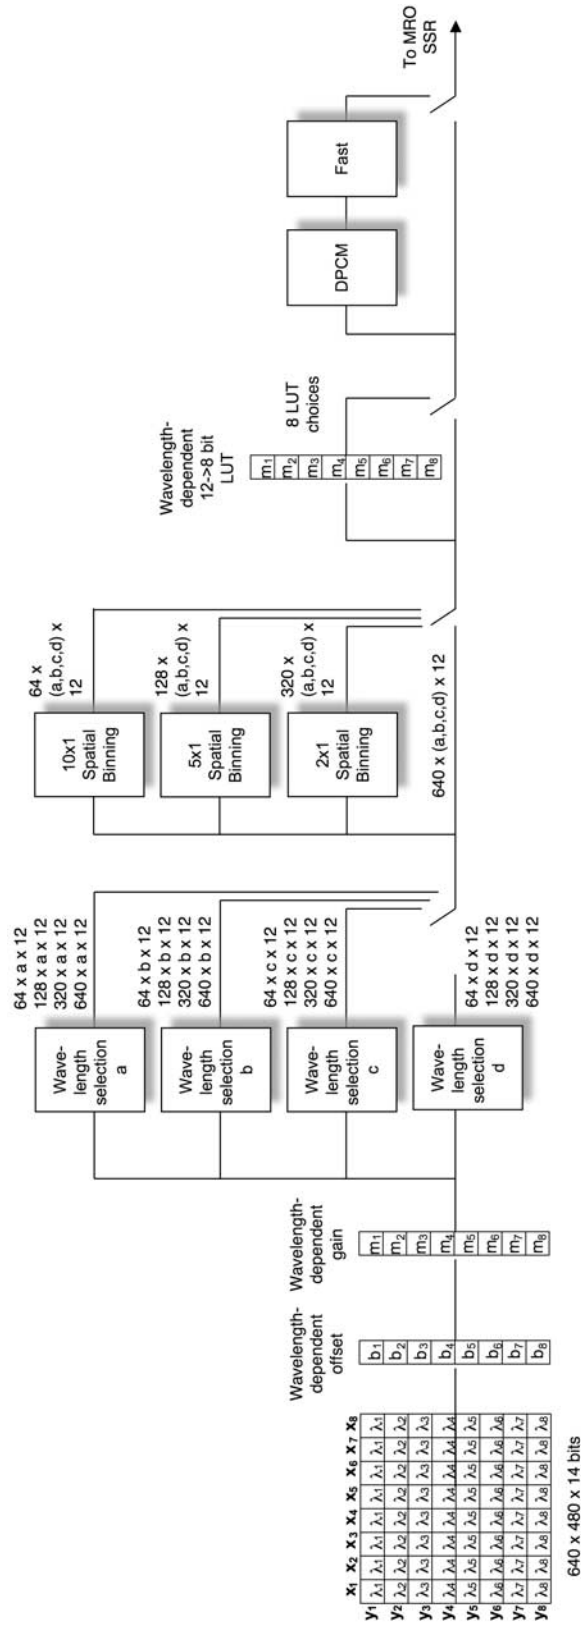 x1 x2 x3 x4 x5 x6 x7 x8
y1 λ1 λ1 λ1 λ1 λ1 λ1 λ1 λ1
y2 λ2 λ2 λ2 λ2 λ2 λ2 λ2 λ2
y3 λ3 λ3 λ3 λ3 λ3 λ3 λ3 λ3
y4 λ4 λ4 λ4 λ4 λ4 λ4 λ4 λ4
y5 λ5 λ5 λ5 λ5 λ5 λ5 λ5 λ5
y6 λ6 λ6 λ6 λ6 λ6 λ6 λ6 λ6
y7 λ7 λ7 λ7 λ7 λ7 λ7 λ7 λ7
y8 λ8 λ8 λ8 λ8 λ8 λ8 λ8 λ8
640 x 480 x 14 bits
Wavelength-
dependent
offset
b1
b2
b3
b4
b5
b6
b7
b8
Wavelength-
dependent
gain
m1
m2
m3
m4
m5
m6
m7
m8
Wave-
length
selection
a
64 x a x 12
128 x a x 12
320 x a x 12
640 x a x 12
Wave-
length
selection
b
64 x b x 12
128 x b x 12
320 x b x 12
640 x b x 12
Wave-
length
selection
c
64 x c x 12
128 x c x 12
320 x c x 12
640 x c x 12
Wave-
length
selection
d
64 x d x 12
128 x d x 12
320 x d x 12
640 x d x 12
10x1
Spatial
Binning
64 x
(a,b,c,d) x
12
5x1
Spatial
Binning
128 x
(a,b,c,d) x
12
2x1
Spatial
Binning
320 x
(a,b,c,d) x
12
640 x (a,b,c,d) x 12
Wavelength-
dependent
12->8 bit
LUT
m1
m2
m3
m4
m5
m6
m7
m8
8 LUT
choices
DPCM
Fast
To MRO
SSR